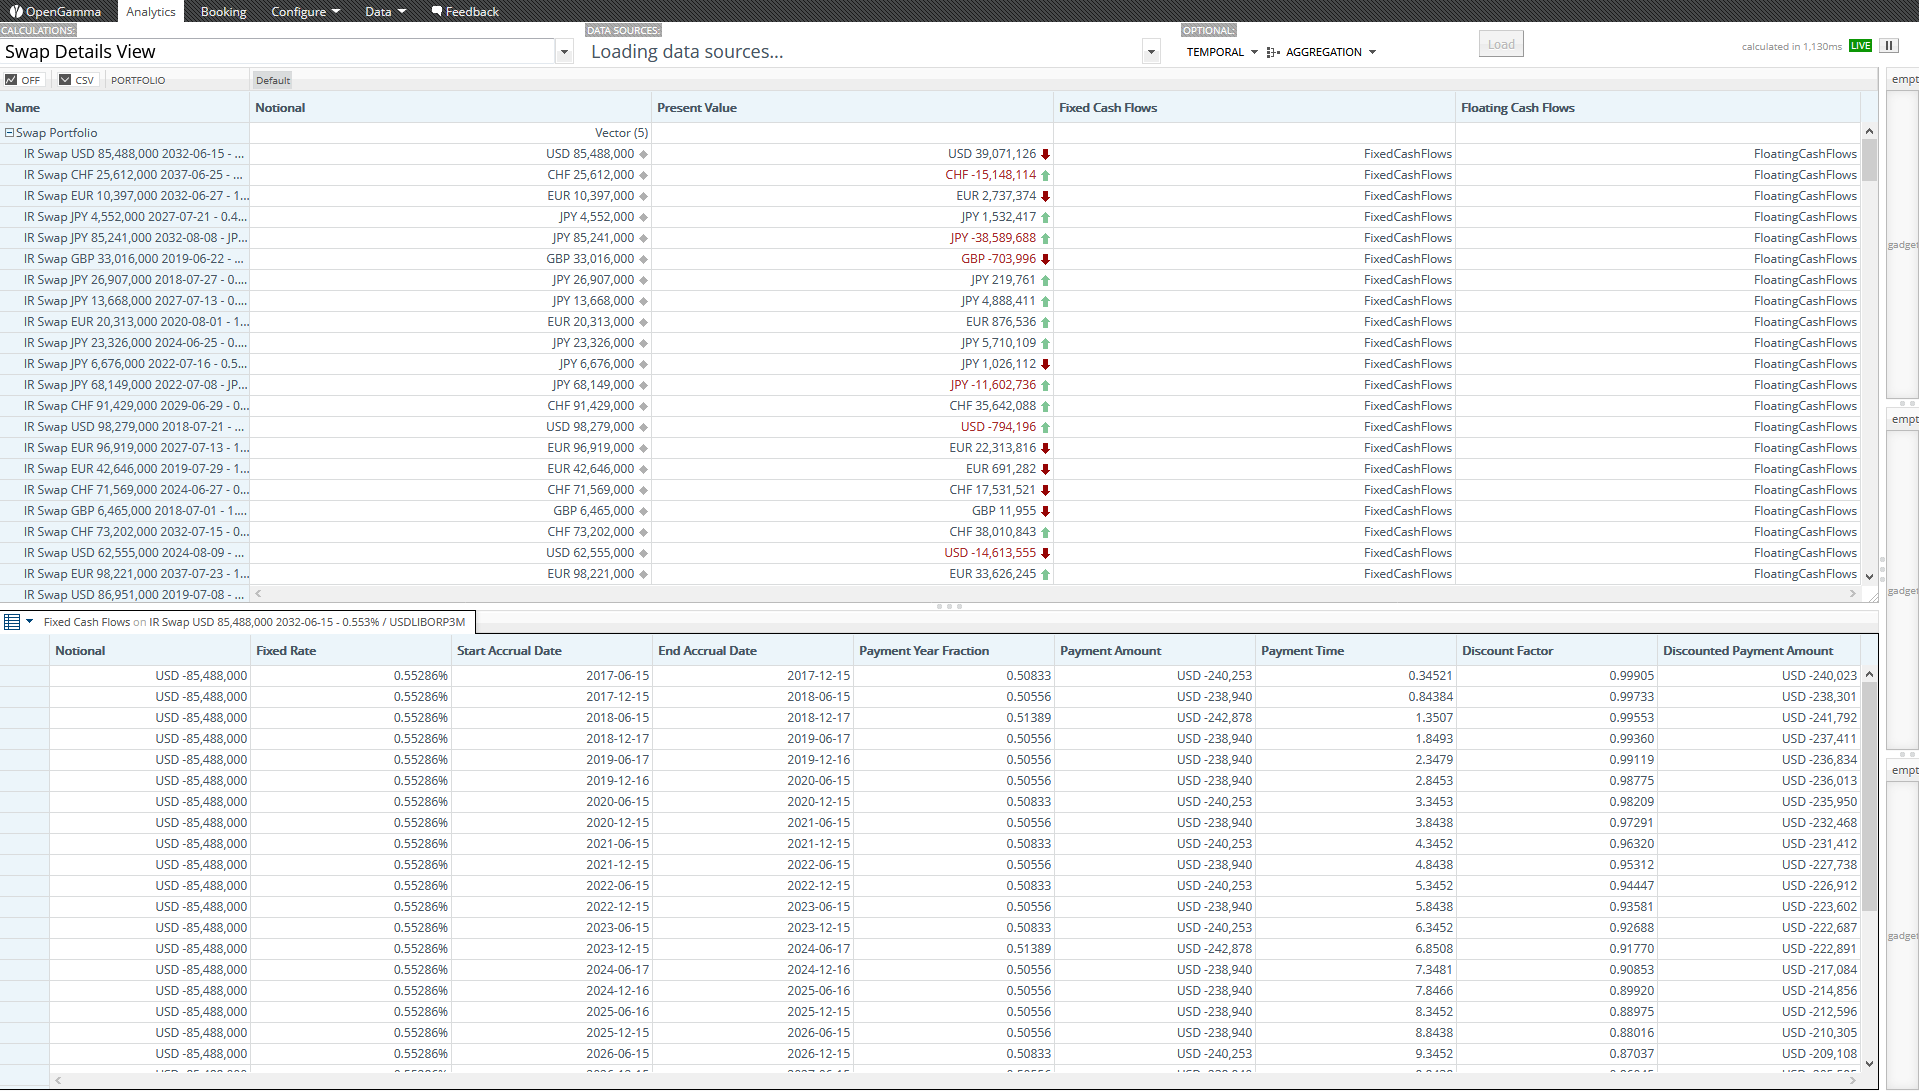 OpenGamma Analytics Booking Configure Data Feedback
CALCULATIONS: DATA SOURCES: OPTIONAL:
Swap Details View Loading data sources... TEMPORAL AGGREGATION Load calculated in 1,130ms LIVE
OFF CSV PORTFOLIO Default empt
Name Notional Present Value Fixed Cash Flows Floating Cash Flows
Swap Portfolio Vector (5)
IR Swap USD 85,488,000 2032-06-15 - ... USD 85,488,000 USD 39,071,126 FixedCashFlows FloatingCashFlows
IR Swap CHF 25,612,000 2037-06-25 - ... CHF 25,612,000 CHF -15,148,114 FixedCashFlows FloatingCashFlows
IR Swap EUR 10,397,000 2032-06-27 - 1... EUR 10,397,000 EUR 2,737,374 FixedCashFlows FloatingCashFlows
IR Swap JPY 4,552,000 2027-07-21 - 0.4... JPY 4,552,000 JPY 1,532,417 FixedCashFlows FloatingCashFlows
IR Swap JPY 85,241,000 2032-08-08 - JP... JPY 85,241,000 JPY -38,589,688 FixedCashFlows FloatingCashFlows
gadget
IR Swap GBP 33,016,000 2019-06-22 - ... GBP 33,016,000 GBP -703,996 FixedCashFlows FloatingCashFlows
IR Swap JPY 26,907,000 2018-07-27 - 0.... JPY 26,907,000 JPY 219,761 FixedCashFlows FloatingCashFlows
IR Swap JPY 13,668,000 2027-07-13 - 0.... JPY 13,668,000 JPY 4,888,411 FixedCashFlows FloatingCashFlows
IR Swap EUR 20,313,000 2020-08-01 - 1... EUR 20,313,000 EUR 876,536 FixedCashFlows FloatingCashFlows
IR Swap JPY 23,326,000 2024-06-25 - 0.... JPY 23,326,000 JPY 5,710,109 FixedCashFlows FloatingCashFlows
IR Swap JPY 6,676,000 2022-07-16 - 0.5... JPY 6,676,000 JPY 1,026,112 FixedCashFlows FloatingCashFlows
IR Swap JPY 68,149,000 2022-07-08 - JP... JPY 68,149,000 JPY -11,602,736 FixedCashFlows FloatingCashFlows
IR Swap CHF 91,429,000 2029-06-29 - 0... CHF 91,429,000 CHF 35,642,088 FixedCashFlows FloatingCashFlows
empt
IR Swap USD 98,279,000 2018-07-21 - ... USD 98,279,000 USD -794,196 FixedCashFlows FloatingCashFlows
IR Swap EUR 96,919,000 2027-07-13 - 1... EUR 96,919,000 EUR 22,313,816 FixedCashFlows FloatingCashFlows
IR Swap EUR 42,646,000 2019-07-29 - 1... EUR 42,646,000 EUR 691,282 FixedCashFlows FloatingCashFlows
IR Swap CHF 71,569,000 2024-06-27 - 0... CHF 71,569,000 CHF 17,531,521 FixedCashFlows FloatingCashFlows
IR Swap GBP 6,465,000 2018-07-01 - 1.... GBP 6,465,000 GBP 11,955 FixedCashFlows FloatingCashFlows
IR Swap CHF 73,202,000 2032-07-15 - 0... CHF 73,202,000 CHF 38,010,843 FixedCashFlows FloatingCashFlows
IR Swap USD 62,555,000 2024-08-09 - ... USD 62,555,000 USD -14,613,555 FixedCashFlows FloatingCashFlows
IR Swap EUR 98,221,000 2037-07-23 - 1... EUR 98,221,000 EUR 33,626,245 FixedCashFlows FloatingCashFlows
IR Swap USD 86,951,000 2019-07-08 - ... gadget
Fixed Cash Flows on IR Swap USD 85,488,000 2032-06-15 - 0.553% / USDLIBORP3M
Notional Fixed Rate Start Accrual Date End Accrual Date Payment Year Fraction Payment Amount Payment Time Discount Factor Discounted Payment Amount
USD -85,488,000 0.55286% 2017-06-15 2017-12-15 0.50833 USD -240,253 0.34521 0.99905 USD -240,023
USD -85,488,000 0.55286% 2017-12-15 2018-06-15 0.50556 USD -238,940 0.84384 0.99733 USD -238,301
USD -85,488,000 0.55286% 2018-06-15 2018-12-17 0.51389 USD -242,878 1.3507 0.99553 USD -241,792
USD -85,488,000 0.55286% 2018-12-17 2019-06-17 0.50556 USD -238,940 1.8493 0.99360 USD -237,411
USD -85,488,000 0.55286% 2019-06-17 2019-12-16 0.50556 USD -238,940 2.3479 0.99119 USD -236,834
empt
USD -85,488,000 0.55286% 2019-12-16 2020-06-15 0.50556 USD -238,940 2.8453 0.98775 USD -236,013
USD -85,488,000 0.55286% 2020-06-15 2020-12-15 0.50833 USD -240,253 3.3453 0.98209 USD -235,950
USD -85,488,000 0.55286% 2020-12-15 2021-06-15 0.50556 USD -238,940 3.8438 0.97291 USD -232,468
USD -85,488,000 0.55286% 2021-06-15 2021-12-15 0.50833 USD -240,253 4.3452 0.96320 USD -231,412
USD -85,488,000 0.55286% 2021-12-15 2022-06-15 0.50556 USD -238,940 4.8438 0.95312 USD -227,738
USD -85,488,000 0.55286% 2022-06-15 2022-12-15 0.50833 USD -240,253 5.3452 0.94447 USD -226,912
USD -85,488,000 0.55286% 2022-12-15 2023-06-15 0.50556 USD -238,940 5.8438 0.93581 USD -223,602
USD -85,488,000 0.55286% 2023-06-15 2023-12-15 0.50833 USD -240,253 6.3452 0.92688 USD -222,687
gadget
USD -85,488,000 0.55286% 2023-12-15 2024-06-17 0.51389 USD -242,878 6.8508 0.91770 USD -222,891
USD -85,488,000 0.55286% 2024-06-17 2024-12-16 0.50556 USD -238,940 7.3481 0.90853 USD -217,084
USD -85,488,000 0.55286% 2024-12-16 2025-06-16 0.50556 USD -238,940 7.8466 0.89920 USD -214,856
USD -85,488,000 0.55286% 2025-06-16 2025-12-15 0.50556 USD -238,940 8.3452 0.88975 USD -212,596
USD -85,488,000 0.55286% 2025-12-15 2026-06-15 0.50556 USD -238,940 8.8438 0.88016 USD -210,305
USD -85,488,000 0.55286% 2026-06-15 2026-12-15 0.50833 USD -240,253 9.3452 0.87037 USD -209,108